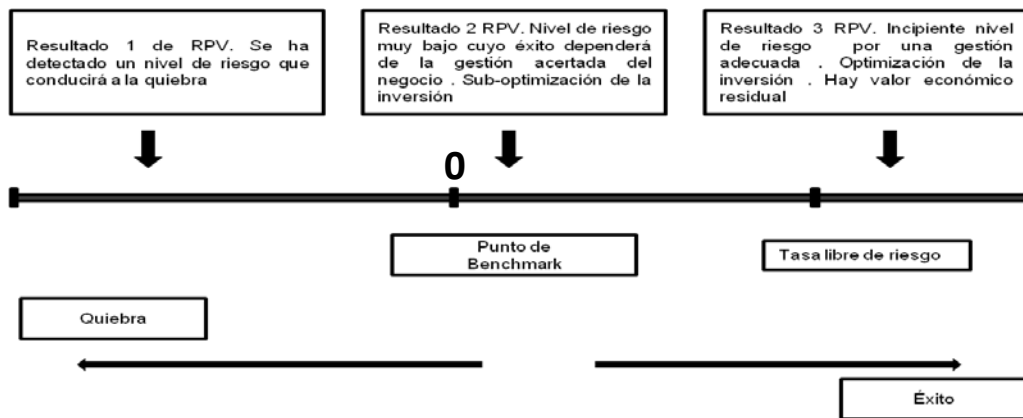 Resultado 1 de RPV. Se ha
detectado un nivel de riesgo que
conducirá a la quiebra
Resultado 2 RPV. Nivel de riesgo
muy bajo cuyo éxito dependerá
de la gestión acertada del
negocio . Sub-optimización de la
inversión
Resultado 3 RPV. Incipiente nivel
de riesgo por una gestión
adecuada . Optimización de la
inversión . Hay valor económico
residual
0
Punto de
Benchmark
Tasa libre de riesgo
Quiebra
Éxito